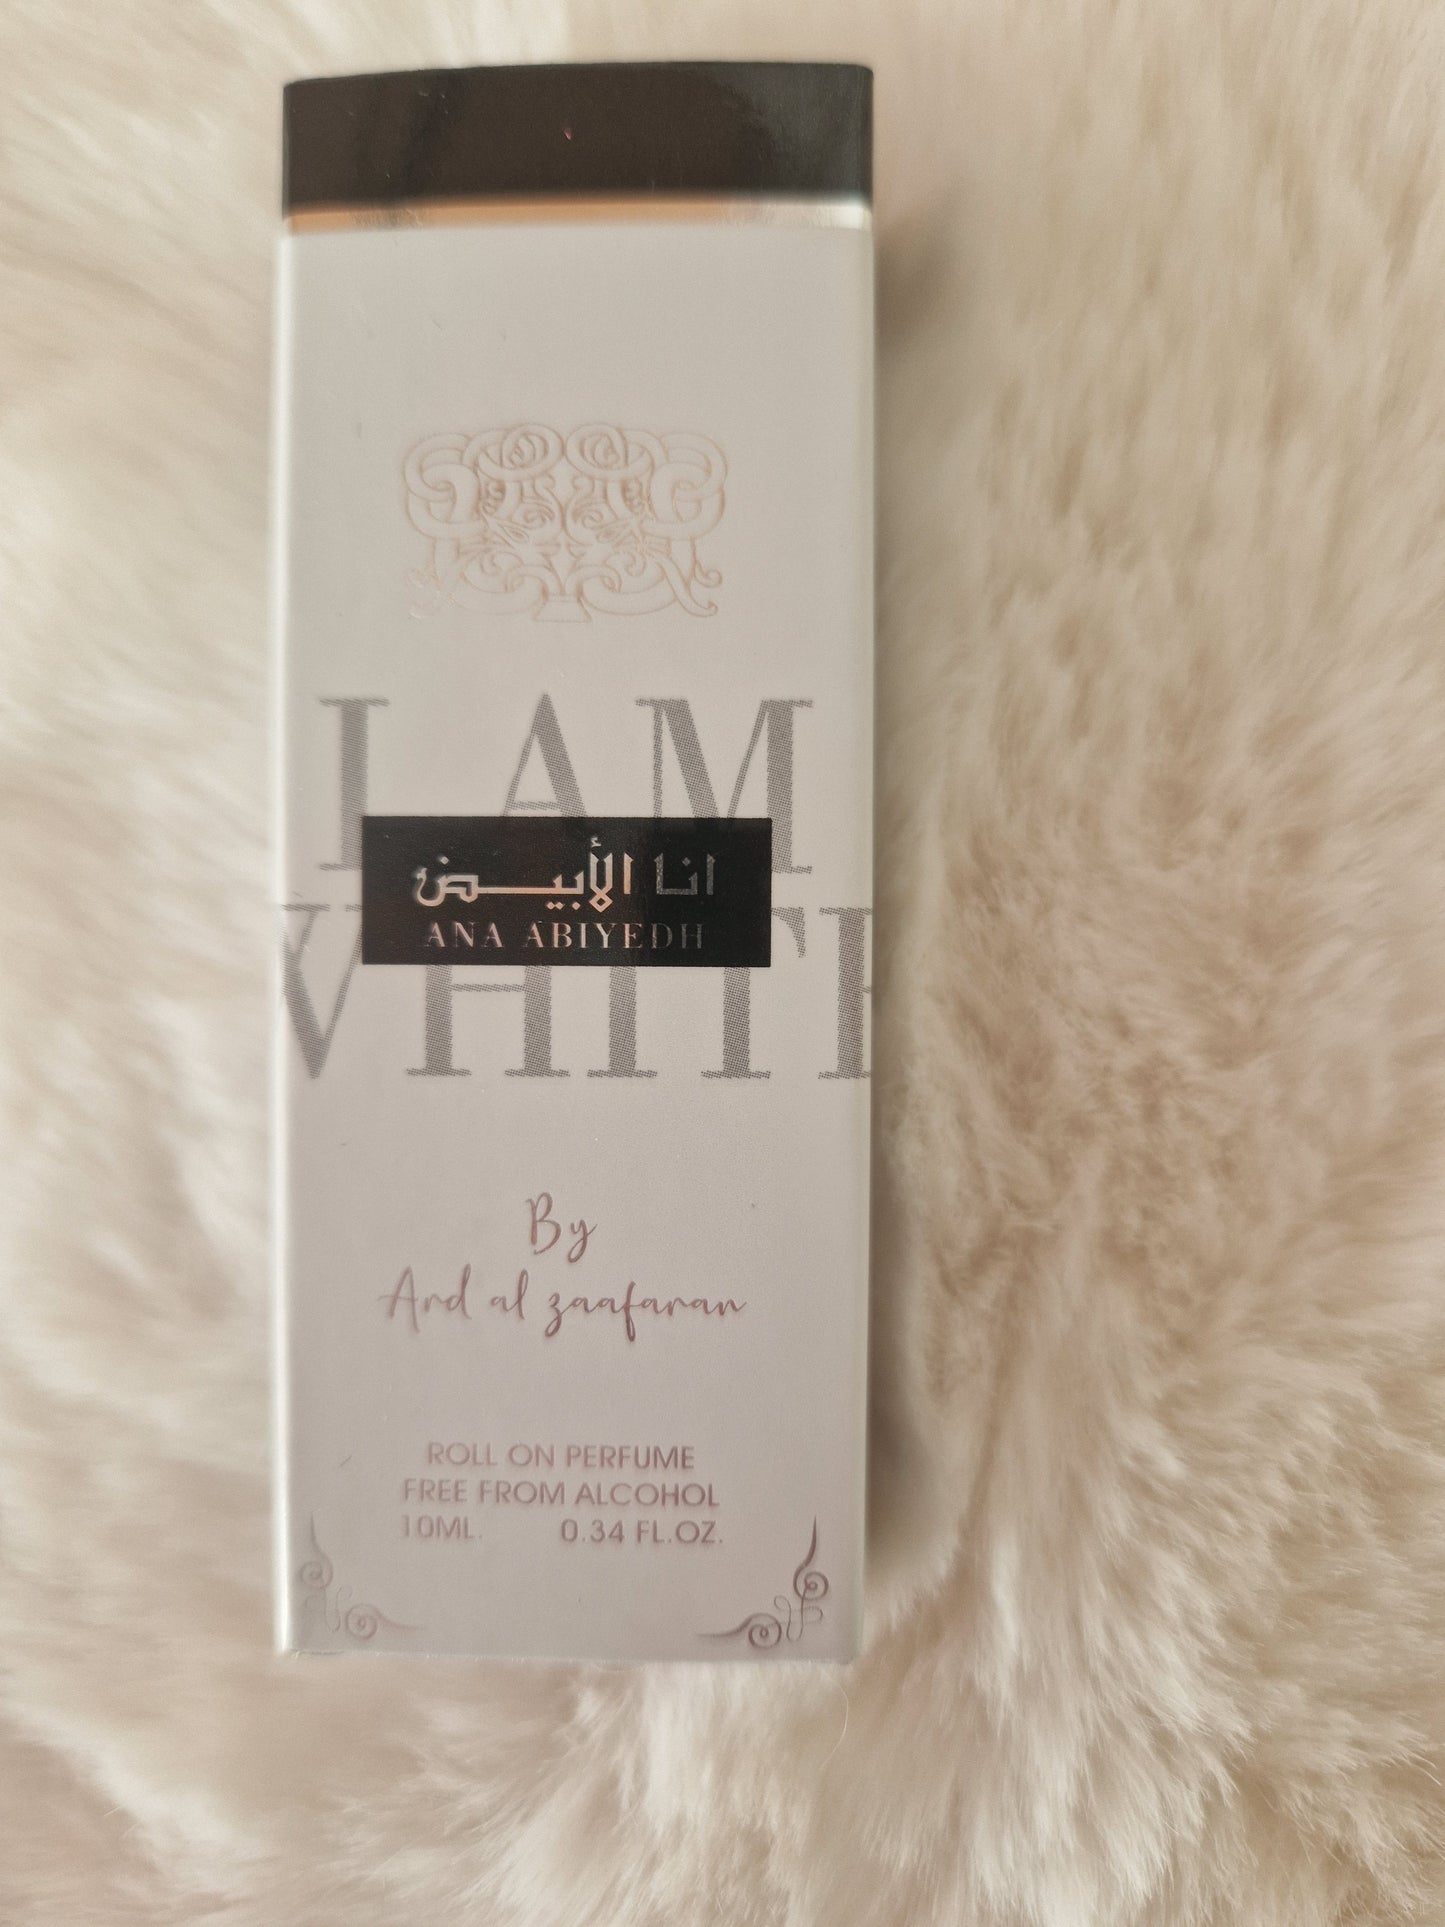 I AM
انا الأبيض
ANA ABIYEDH
WHITE
By
Ard al zaafaran
ROLL ON PERFUME
FREE FROM ALCOHOL
10ML. 0.34 FL.OZ.